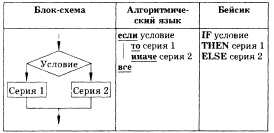 Блок-схема
Алгоритмиче-
ский язык
Бейсик
Условие
Серия 1
Серия 2
если условие
то серия 1
иначе серия 2
все
IF условие
THEN серия 1
ELSE серия 2